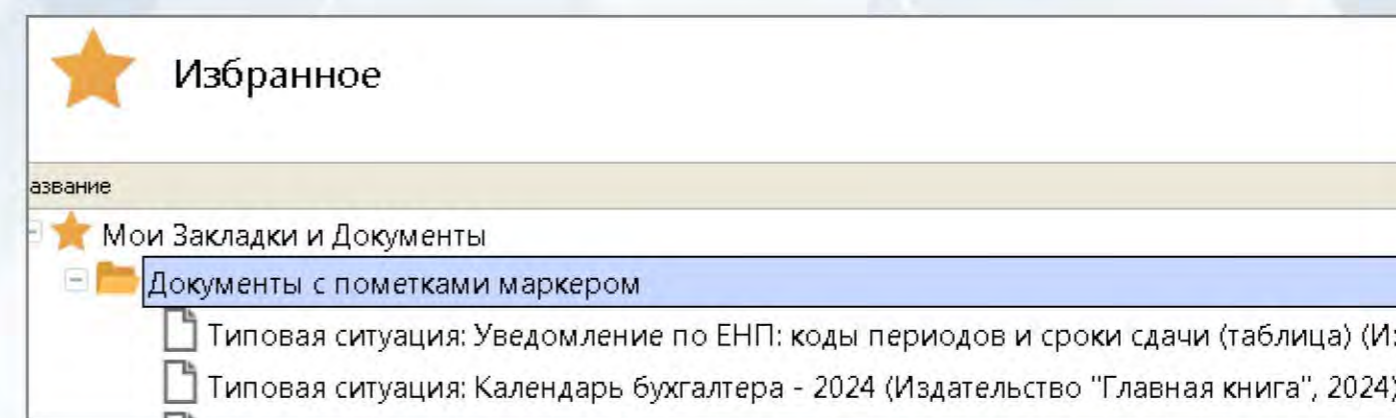 Избранное
азвание
Мои Закладки и Документы
Документы с пометками маркером
Типовая ситуация: Уведомление по ЕНП: коды периодов и сроки сдачи (таблица) (Из
Типовая ситуация: Календарь бухгалтера - 2024 (Издательство "Главная книга", 2024)